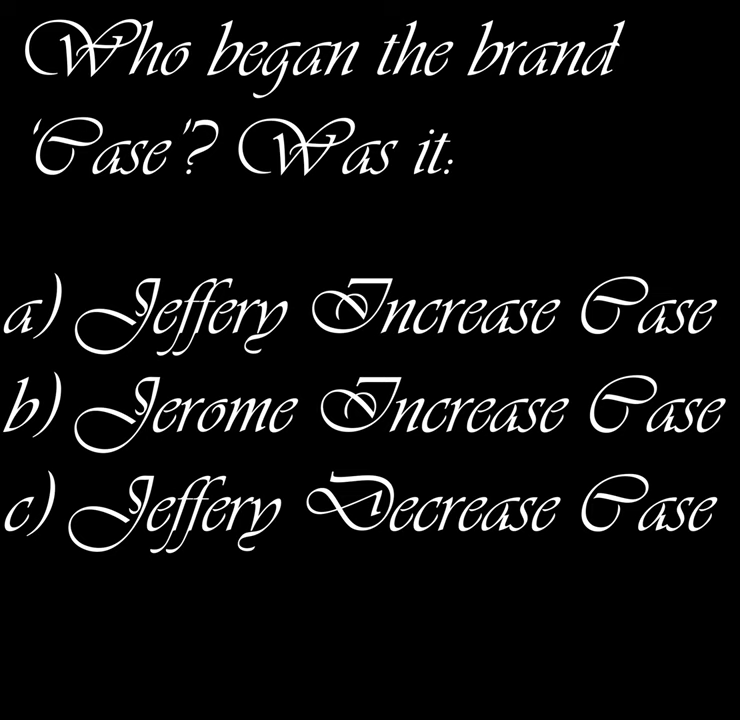 Who began the brand
'Case'? Was it:
a) Jeffery Increase Case
b) Jerome Increase Case
c) Jeffery Decrease Case